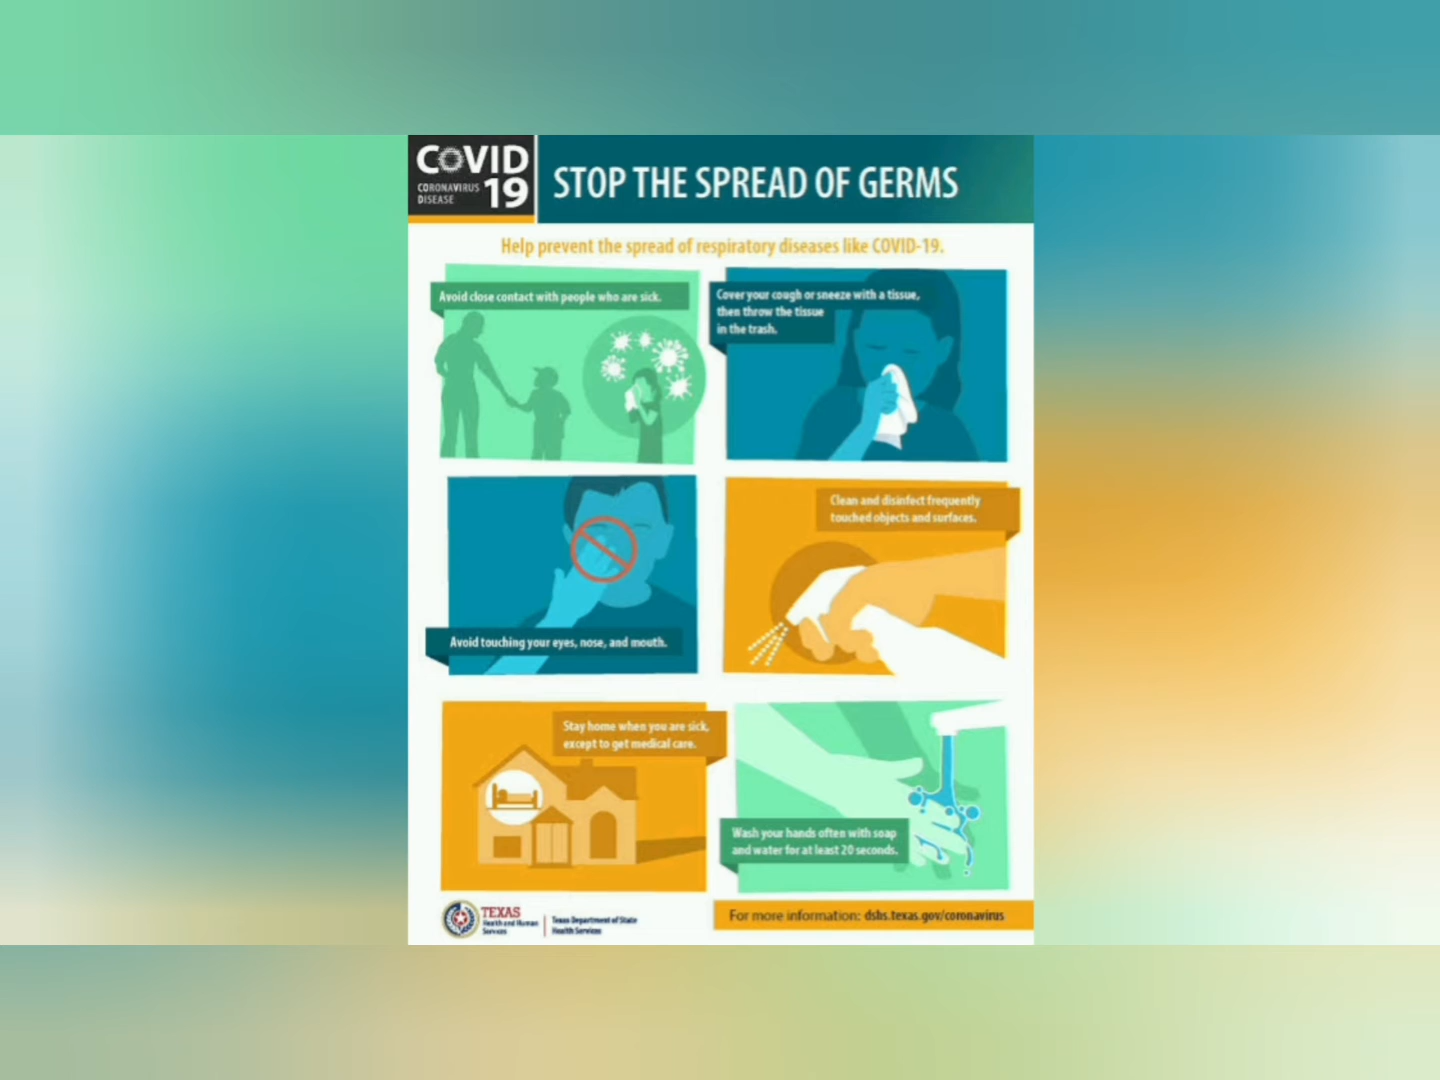 COVID
CORONAVIRUS
DISEASE
19
STOP THE SPREAD OF GERMS
Help prevent the spread of respiratory diseases like COVID-19.
Avoid close contact with people who are sick.
Cover your cough or sneeze with a tissue,
then throw the tissue
in the trash.
Avoid touching your eyes, nose, and mouth.
Clean and disinfect frequently
touched objects and surfaces.
Stay home when you are sick,
except to get medical care.
Wash your hands often with soap
and water for at least 20 seconds.
TEXAS
Health and Human
Services
Texas Department of State
Health Services
For more information: dshs.texas.gov/coronavirus